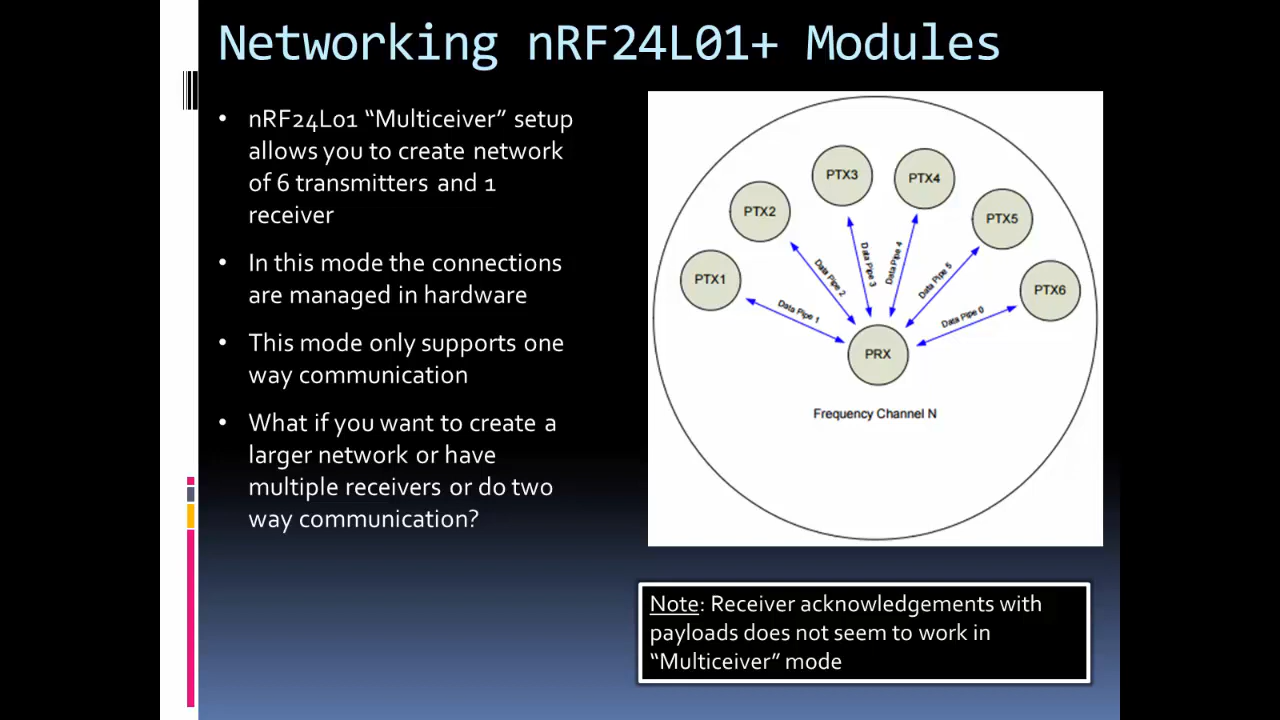 Networking nRF24L01+ Modules
• nRF24L01 “Multiceiver” setup
allows you to create network
of 6 transmitters and 1
receiver
• In this mode the connections
are managed in hardware
• This mode only supports one
way communication
• What if you want to create a
larger network or have
multiple receivers or do two
way communication?
PTX1
PTX2
PTX3
PTX4
PTX5
PTX6
Data Pipe 1
Data Pipe 2
Data Pipe 3
Data Pipe 4
Data Pipe 5
Data Pipe 0
PRX
Frequency Channel N
Note: Receiver acknowledgements with
payloads does not seem to work in
“Multiceiver” mode